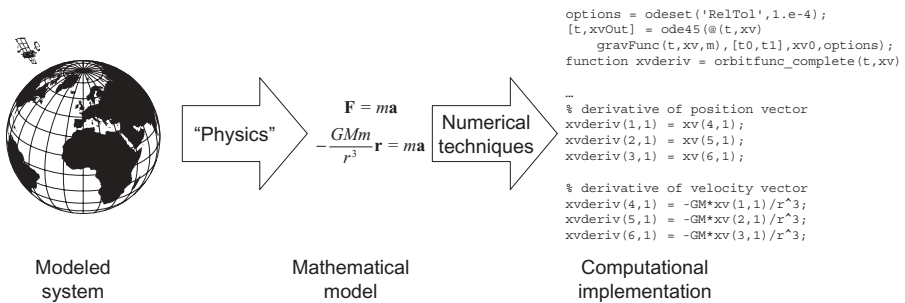 options = odeset('RelTol',1.e-4);
[t,xvOut] = ode45(@(t,xv)
gravFunc(t,xv,m),[t0,t1],xv0,options);
function xvderiv = orbitfunc_complete(t,xv)
…
% derivative of position vector
xvderiv(1,1) = xv(4,1);
xvderiv(2,1) = xv(5,1);
xvderiv(3,1) = xv(6,1);
% derivative of velocity vector
xvderiv(4,1) = -GM*xv(1,1)/r^3;
xvderiv(5,1) = -GM*xv(2,1)/r^3;
xvderiv(6,1) = -GM*xv(3,1)/r^3;
“Physics”
F = ma
−GMm/r³ r = ma
Numerical
techniques
Modeled
system
Mathematical
model
Computational
implementation